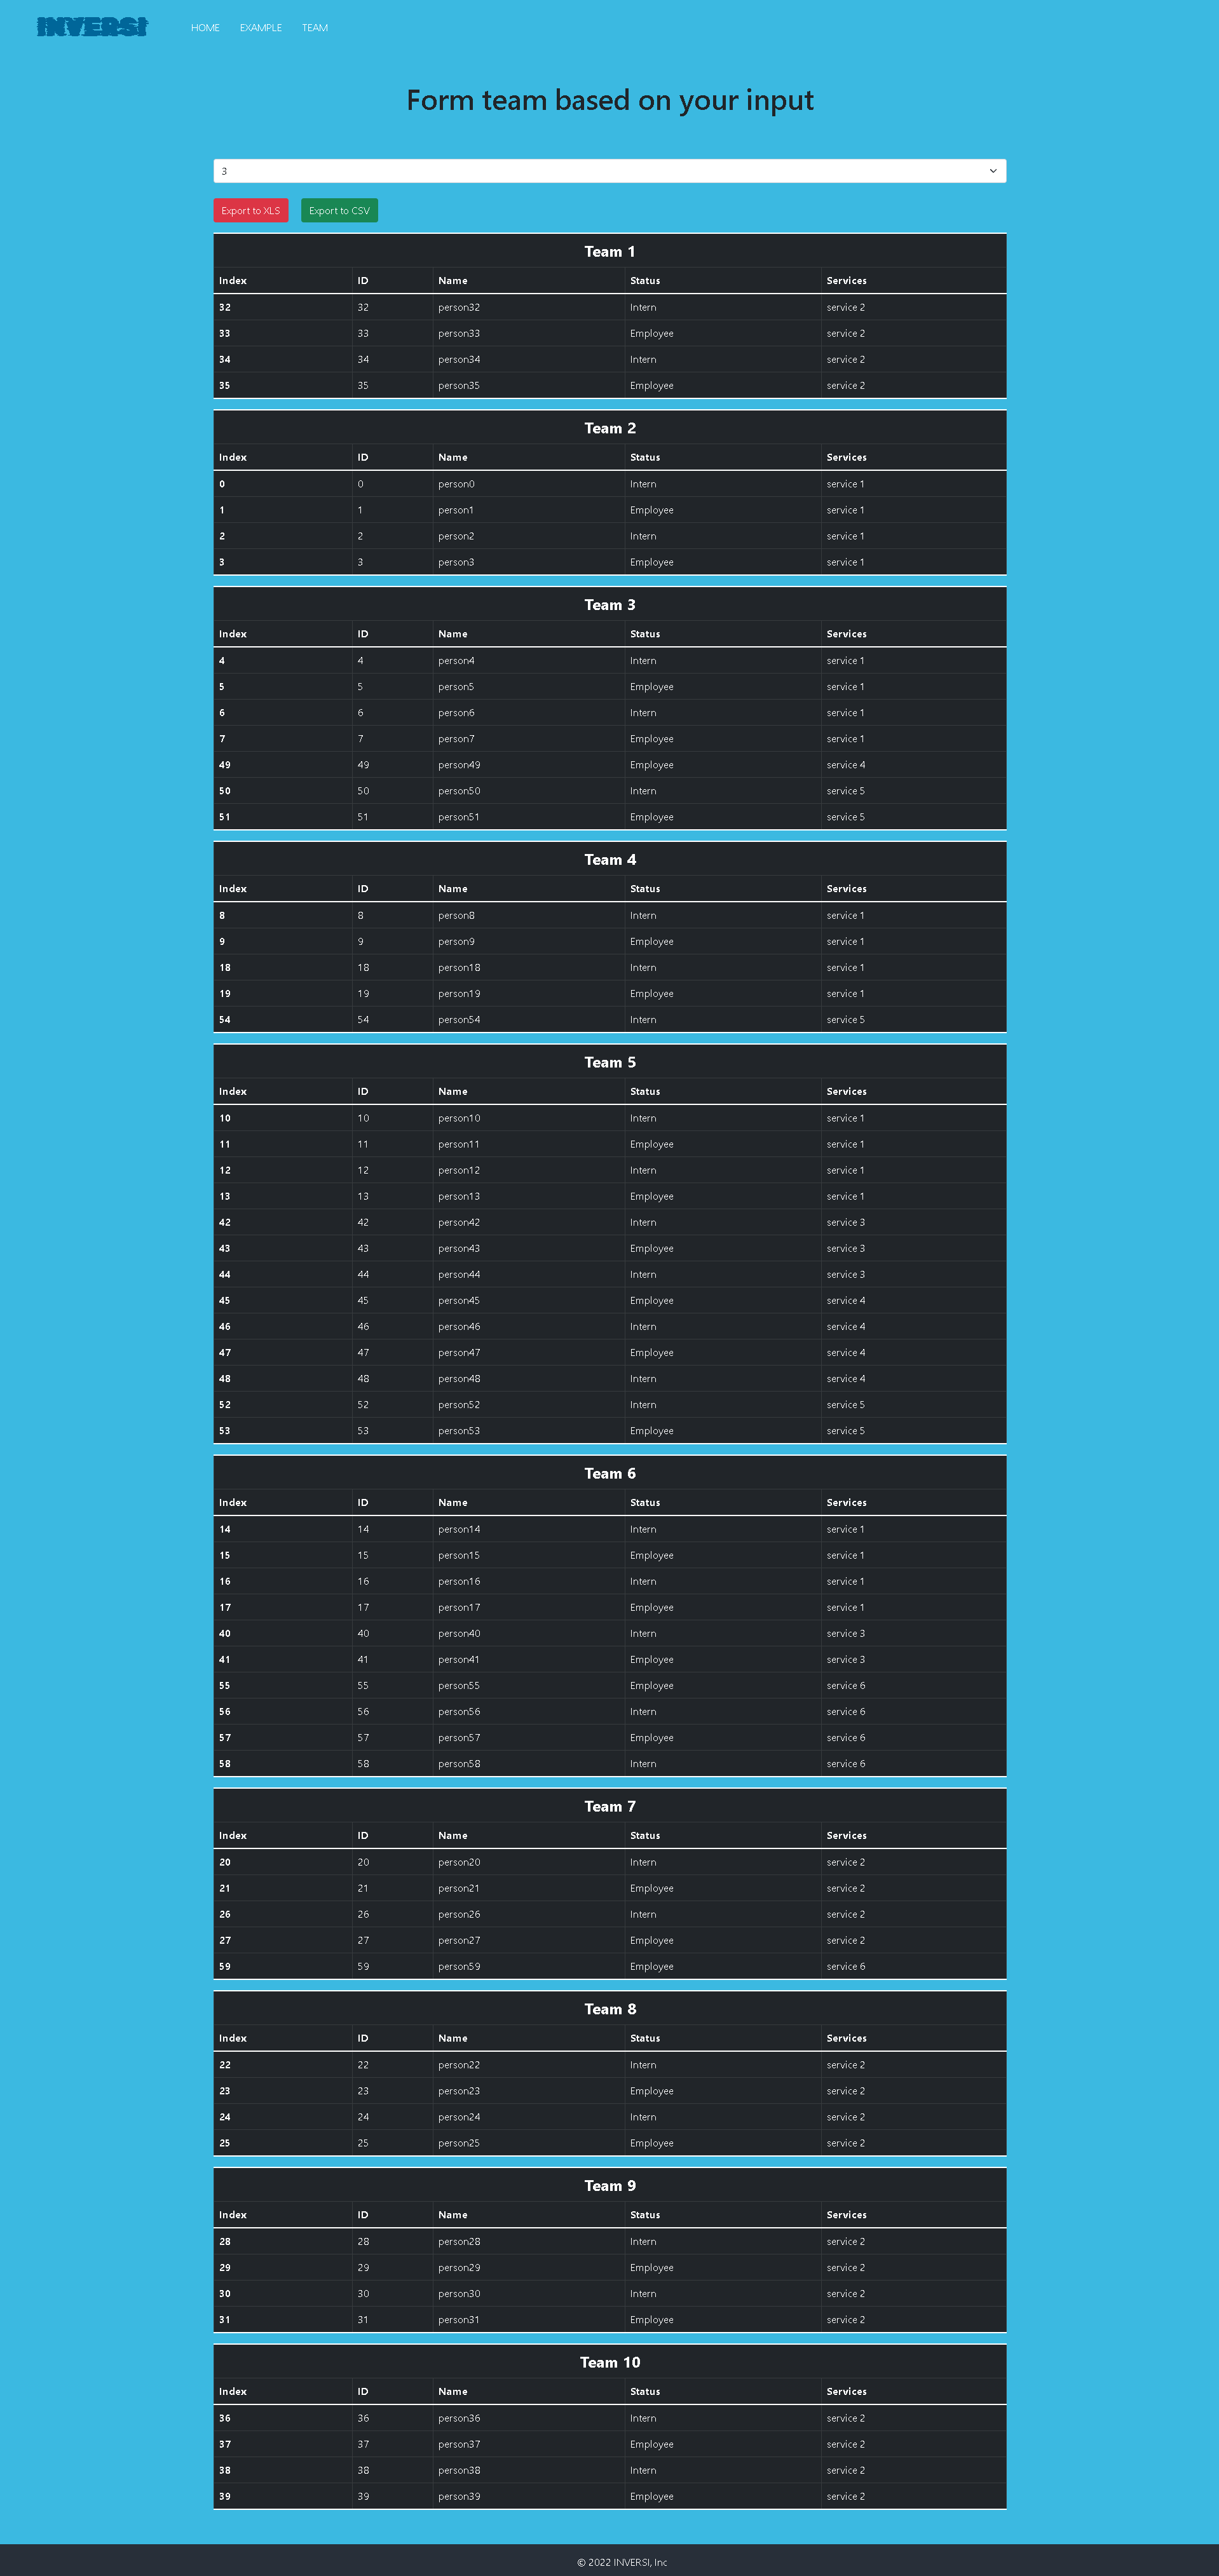 INVERSI HOME EXAMPLE TEAM
Form team based on your input
3
Export to XLS Export to CSV
Team 1
Index ID Name Status Services
32 32 person32 Intern service 2
33 33 person33 Employee service 2
34 34 person34 Intern service 2
35 35 person35 Employee service 2
Team 2
Index ID Name Status Services
0 0 person0 Intern service 1
1 1 person1 Employee service 1
2 2 person2 Intern service 1
3 3 person3 Employee service 1
Team 3
Index ID Name Status Services
4 4 person4 Intern service 1
5 5 person5 Employee service 1
6 6 person6 Intern service 1
7 7 person7 Employee service 1
49 49 person49 Employee service 4
50 50 person50 Intern service 5
51 51 person51 Employee service 5
Team 4
Index ID Name Status Services
8 8 person8 Intern service 1
9 9 person9 Employee service 1
18 18 person18 Intern service 1
19 19 person19 Employee service 1
54 54 person54 Intern service 5
Team 5
Index ID Name Status Services
10 10 person10 Intern service 1
11 11 person11 Employee service 1
12 12 person12 Intern service 1
13 13 person13 Employee service 1
42 42 person42 Intern service 3
43 43 person43 Employee service 3
44 44 person44 Intern service 3
45 45 person45 Employee service 4
46 46 person46 Intern service 4
47 47 person47 Employee service 4
48 48 person48 Intern service 4
52 52 person52 Intern service 5
53 53 person53 Employee service 5
Team 6
Index ID Name Status Services
14 14 person14 Intern service 1
15 15 person15 Employee service 1
16 16 person16 Intern service 1
17 17 person17 Employee service 1
40 40 person40 Intern service 3
41 41 person41 Employee service 3
55 55 person55 Employee service 6
56 56 person56 Intern service 6
57 57 person57 Employee service 6
58 58 person58 Intern service 6
Team 7
Index ID Name Status Services
20 20 person20 Intern service 2
21 21 person21 Employee service 2
26 26 person26 Intern service 2
27 27 person27 Employee service 2
59 59 person59 Employee service 6
Team 8
Index ID Name Status Services
22 22 person22 Intern service 2
23 23 person23 Employee service 2
24 24 person24 Intern service 2
25 25 person25 Employee service 2
Team 9
Index ID Name Status Services
28 28 person28 Intern service 2
29 29 person29 Employee service 2
30 30 person30 Intern service 2
31 31 person31 Employee service 2
Team 10
Index ID Name Status Services
36 36 person36 Intern service 2
37 37 person37 Employee service 2
38 38 person38 Intern service 2
39 39 person39 Employee service 2
© 2022 INVERSI, Inc